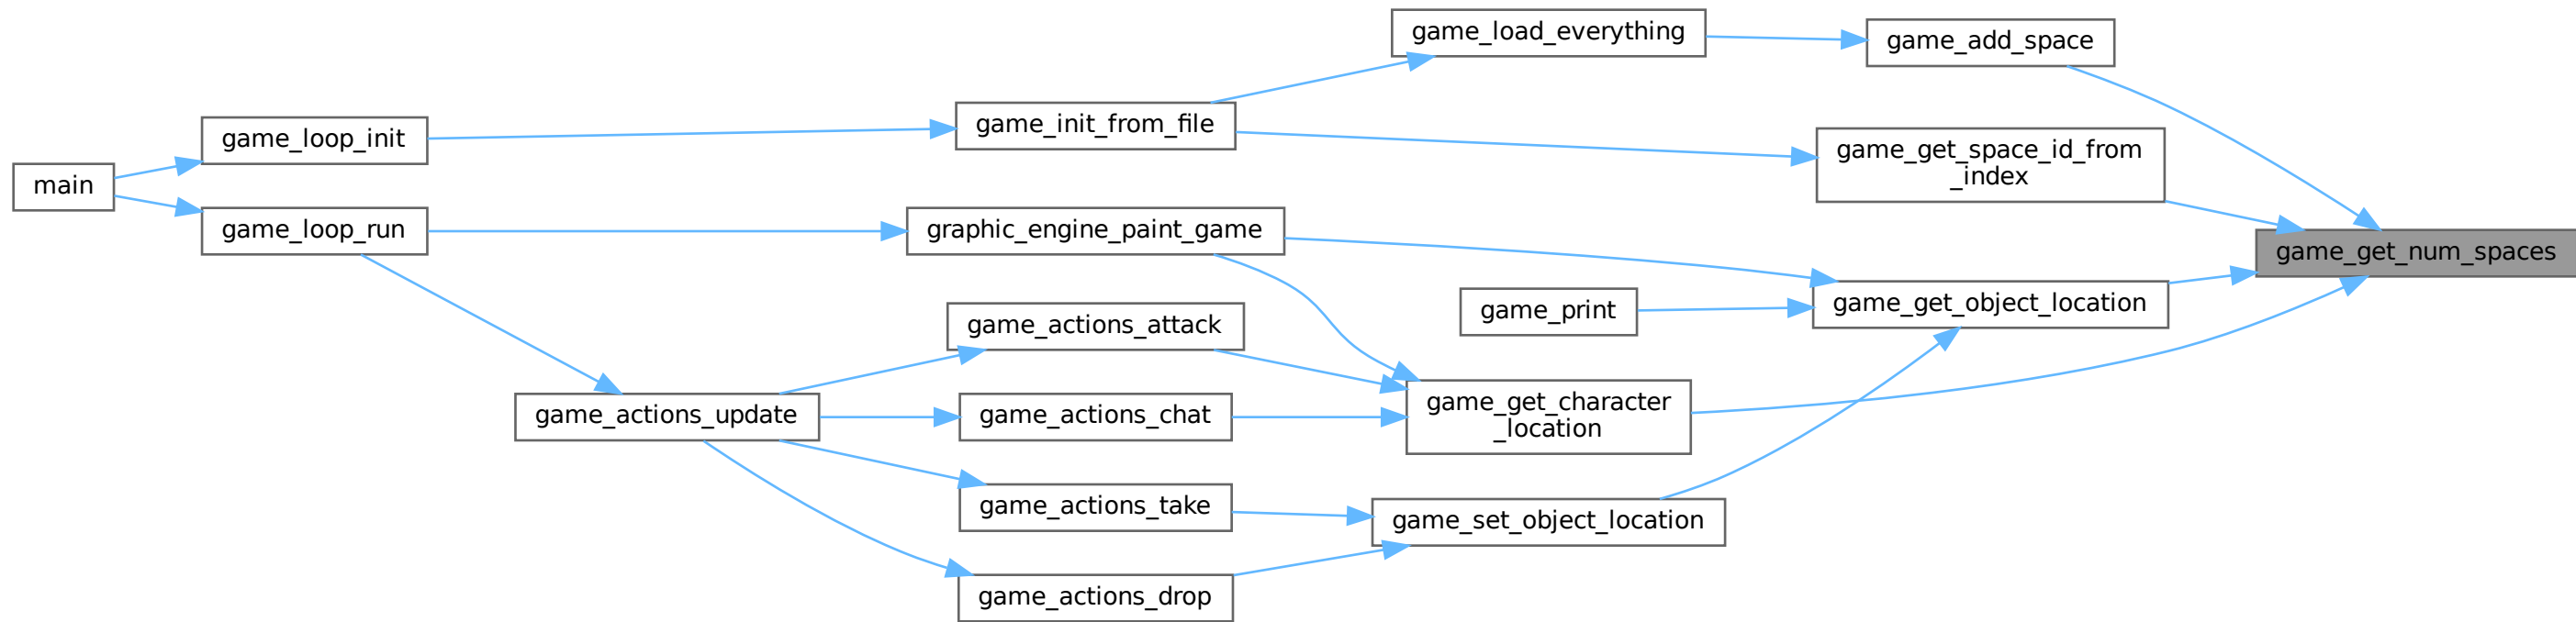 game_load_everything
game_add_space
game_init_from_file
game_loop_init
game_get_space_id_from
_index
main
game_loop_run
graphic_engine_paint_game
game_get_num_spaces
game_print
game_get_object_location
game_actions_attack
game_actions_update
game_actions_chat
game_get_character
_location
game_actions_take
game_set_object_location
game_actions_drop